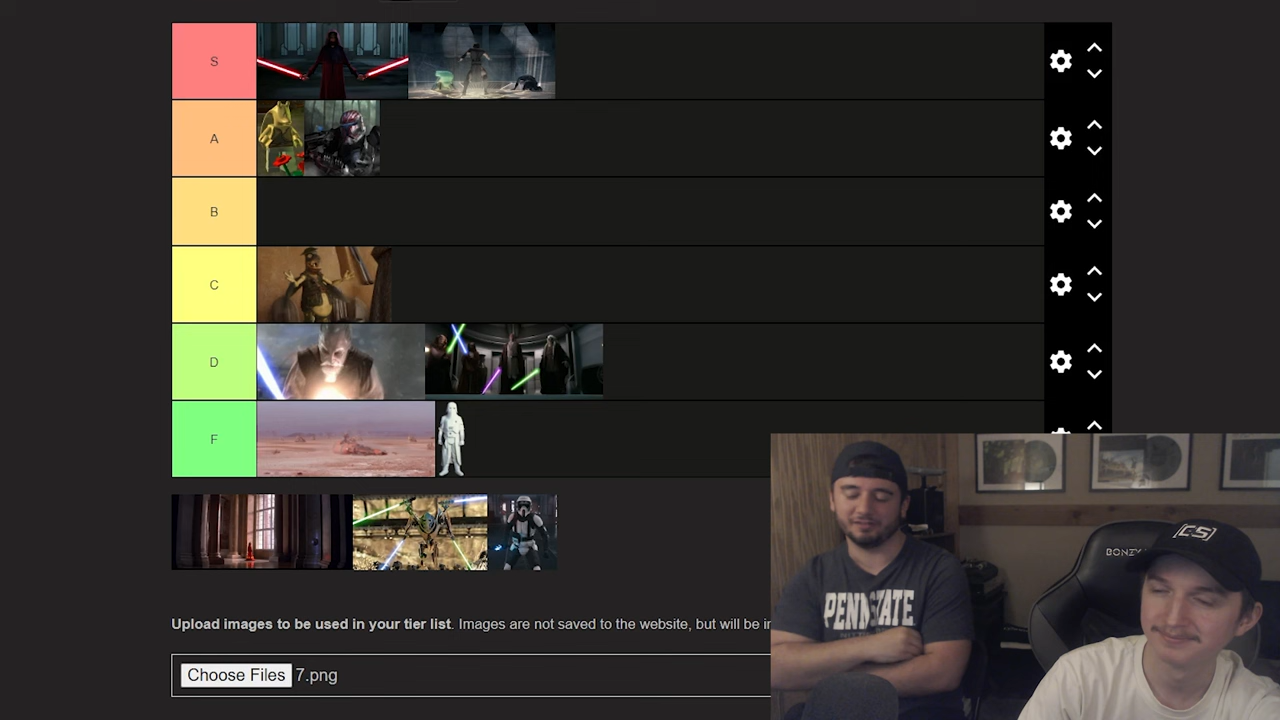 S
A
B
C
D
F
Upload images to be used in your tier list. Images are not saved to the website, but will be in
Choose Files 7.png
PENN STATE
BONEZ
CS